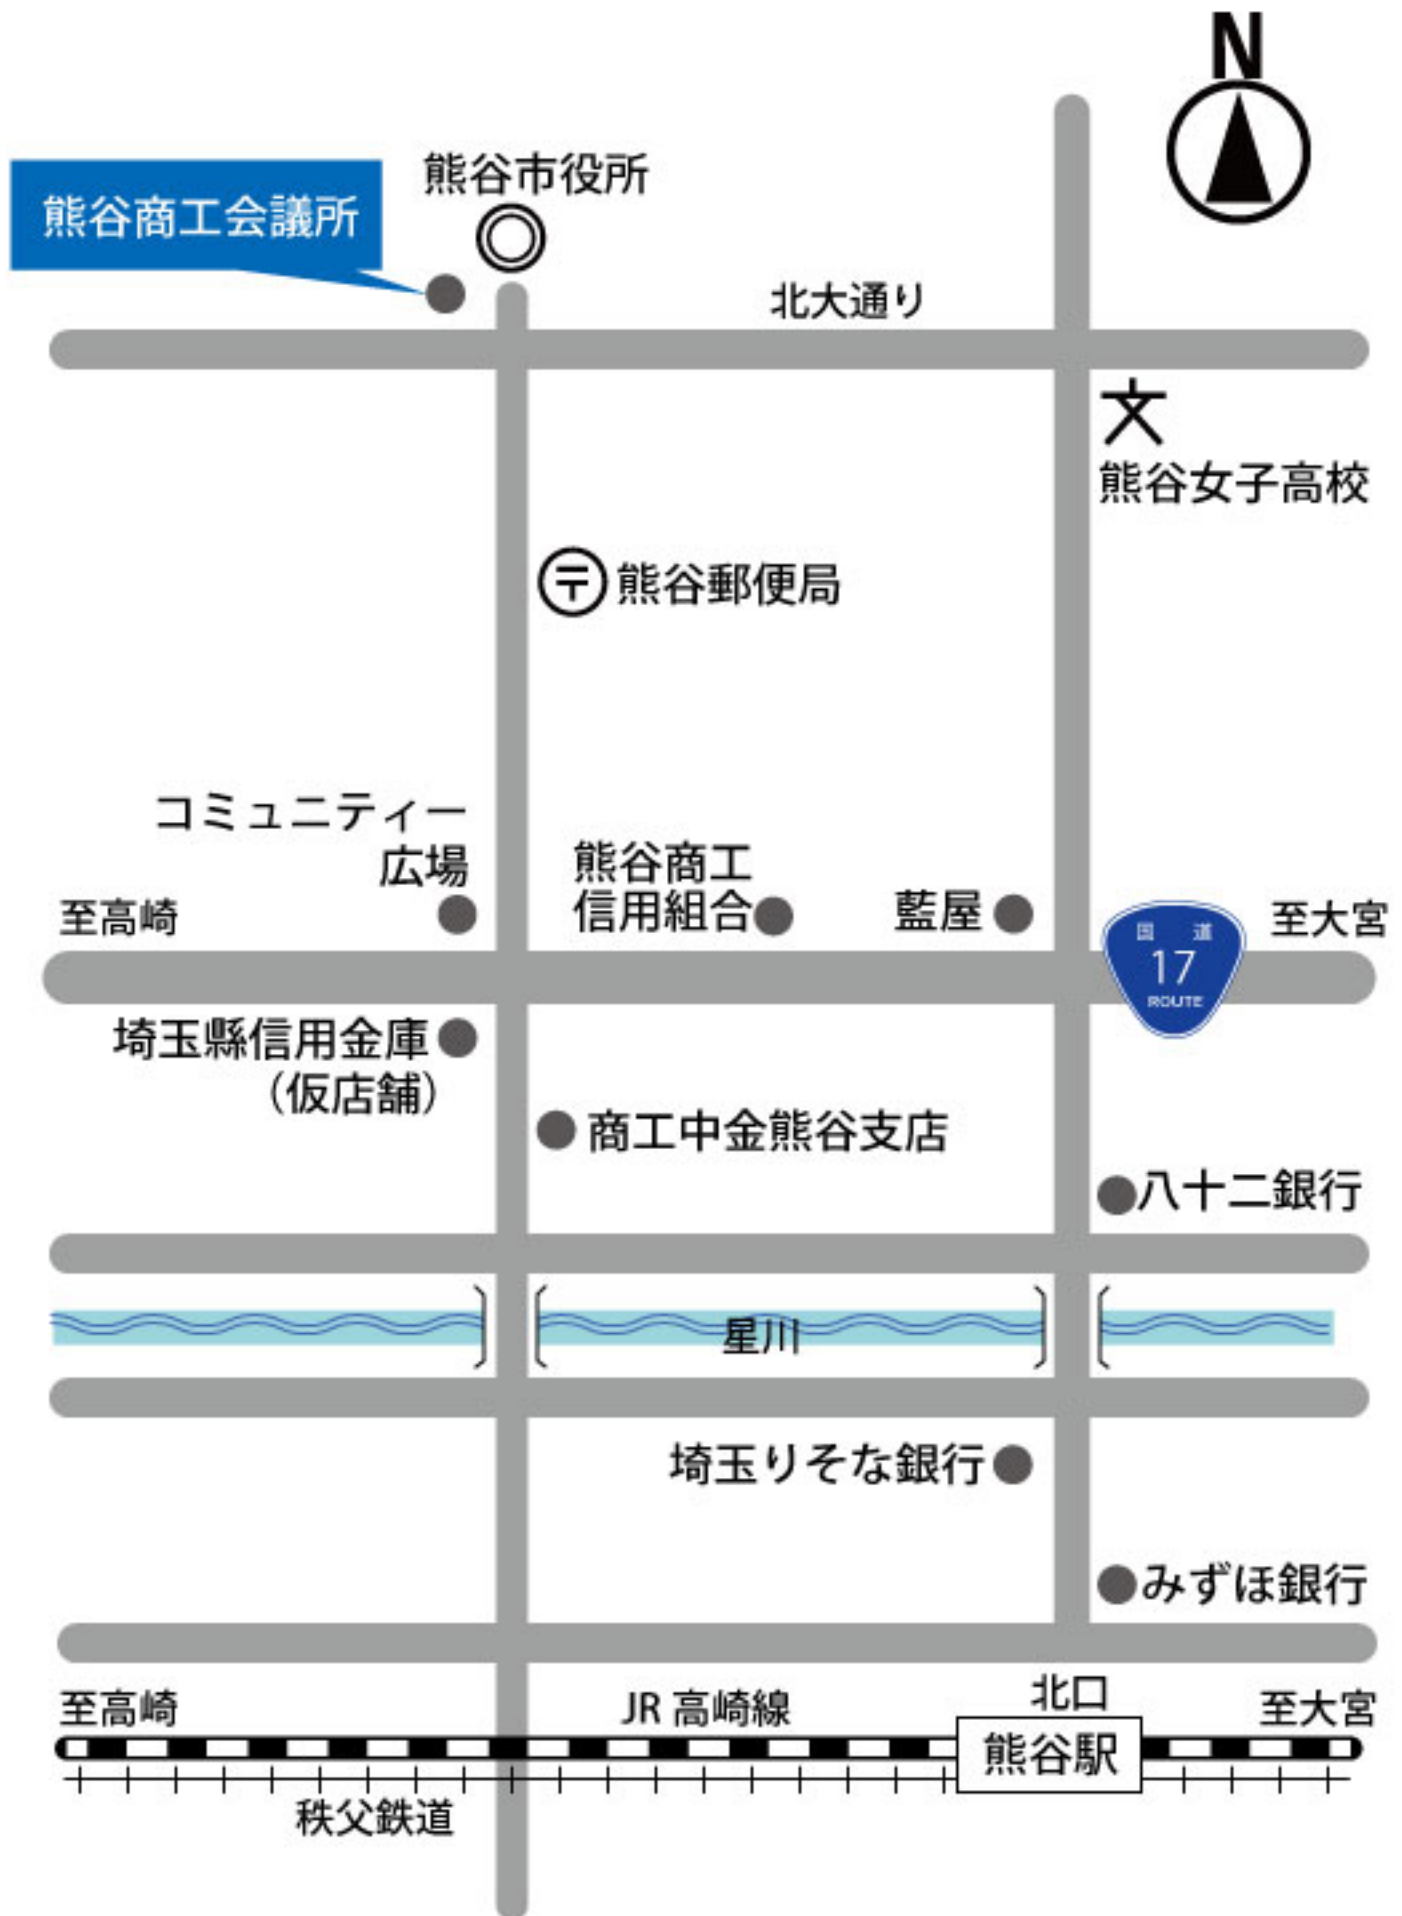 N
熊谷市役所
熊谷商工会議所
北大通り
文
熊谷女子高校
〒熊谷郵便局
コミュニティー
広場
熊谷商工
信用組合
藍屋
至高崎
国道
17
ROUTE
至大宮
埼玉縣信用金庫
（仮店舗）
商工中金熊谷支店
八十二銀行
星川
埼玉りそな銀行
みずほ銀行
至高崎
JR 高崎線
北口
至大宮
熊谷駅
秩父鉄道